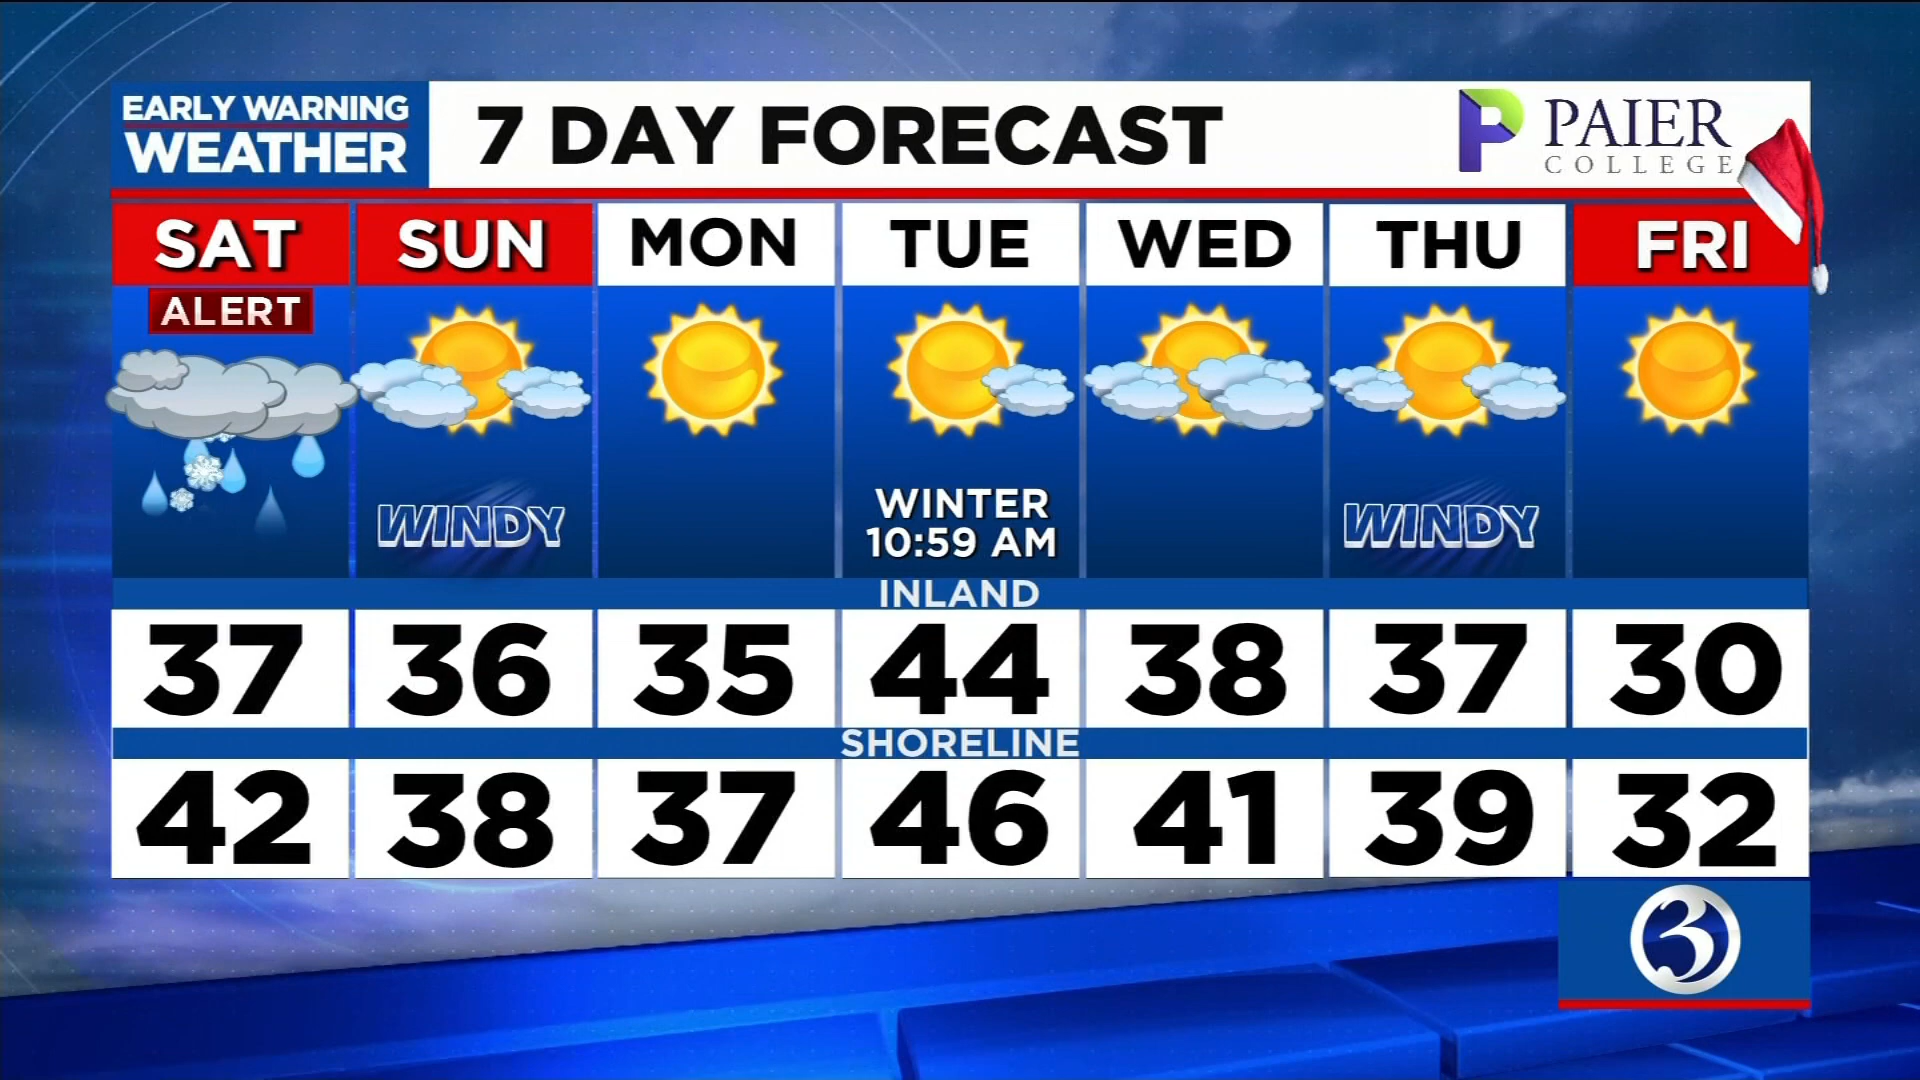 EARLY WARNING
WEATHER
7 DAY FORECAST
PAIER
COLLEGE
SAT SUN MON TUE WED THU FRI
ALERT
WINDY WINTER WINDY
10:59 AM
INLAND
37 36 35 44 38 37 30
SHORELINE
42 38 37 46 41 39 32
3